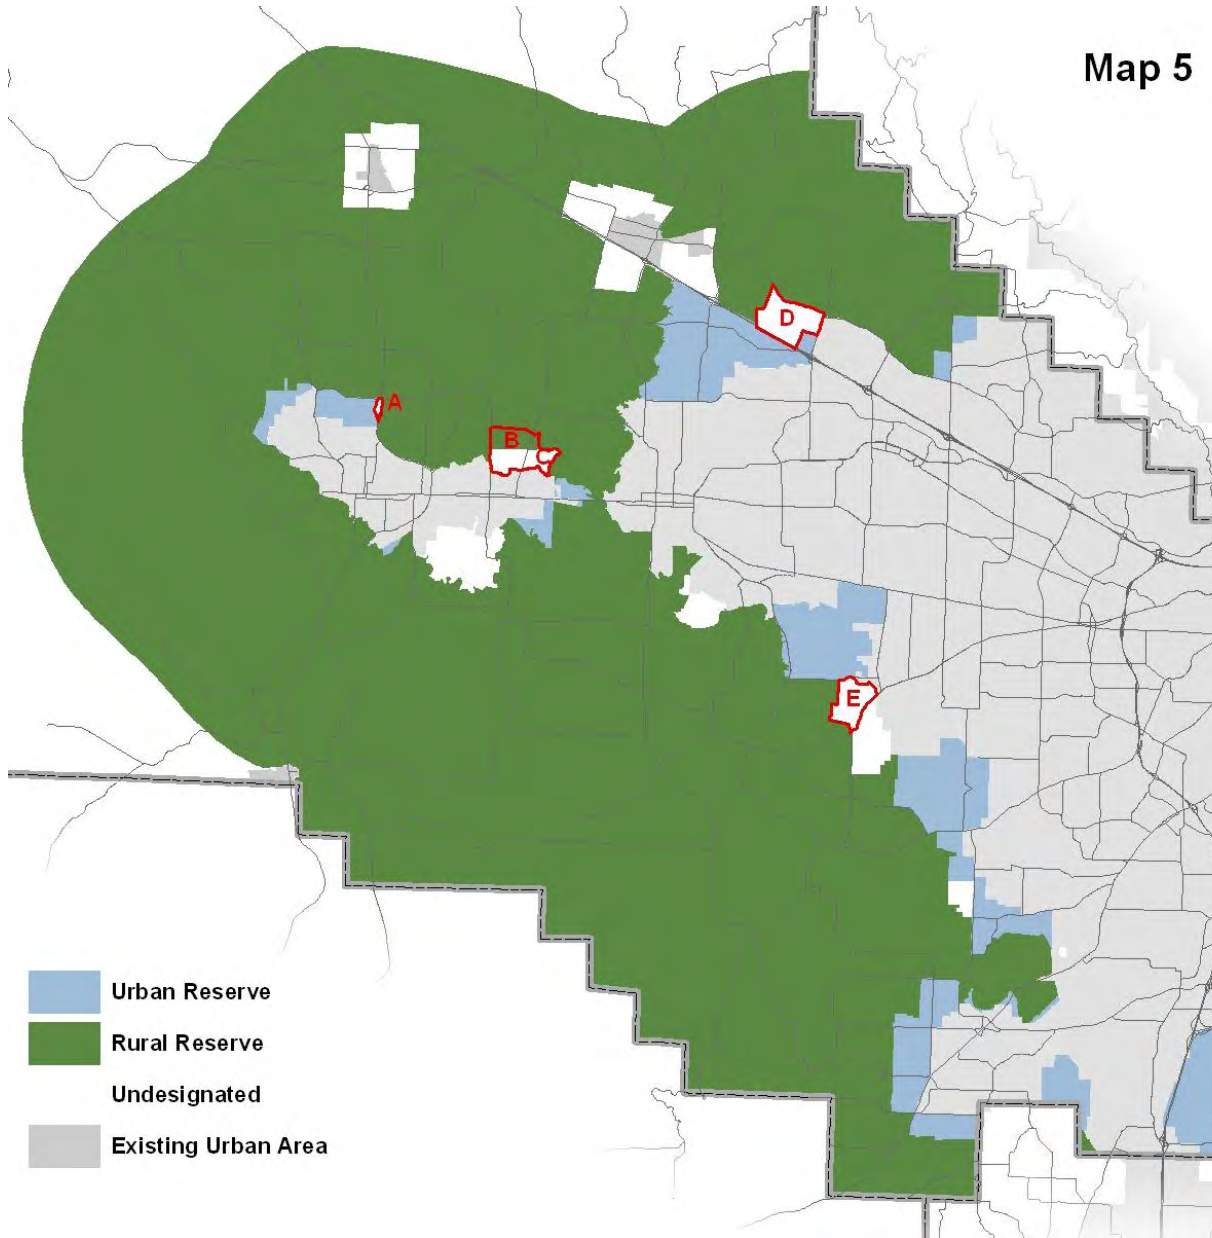 Map 5
D
A
B
C
E
Urban Reserve
Rural Reserve
Undesignated
Existing Urban Area